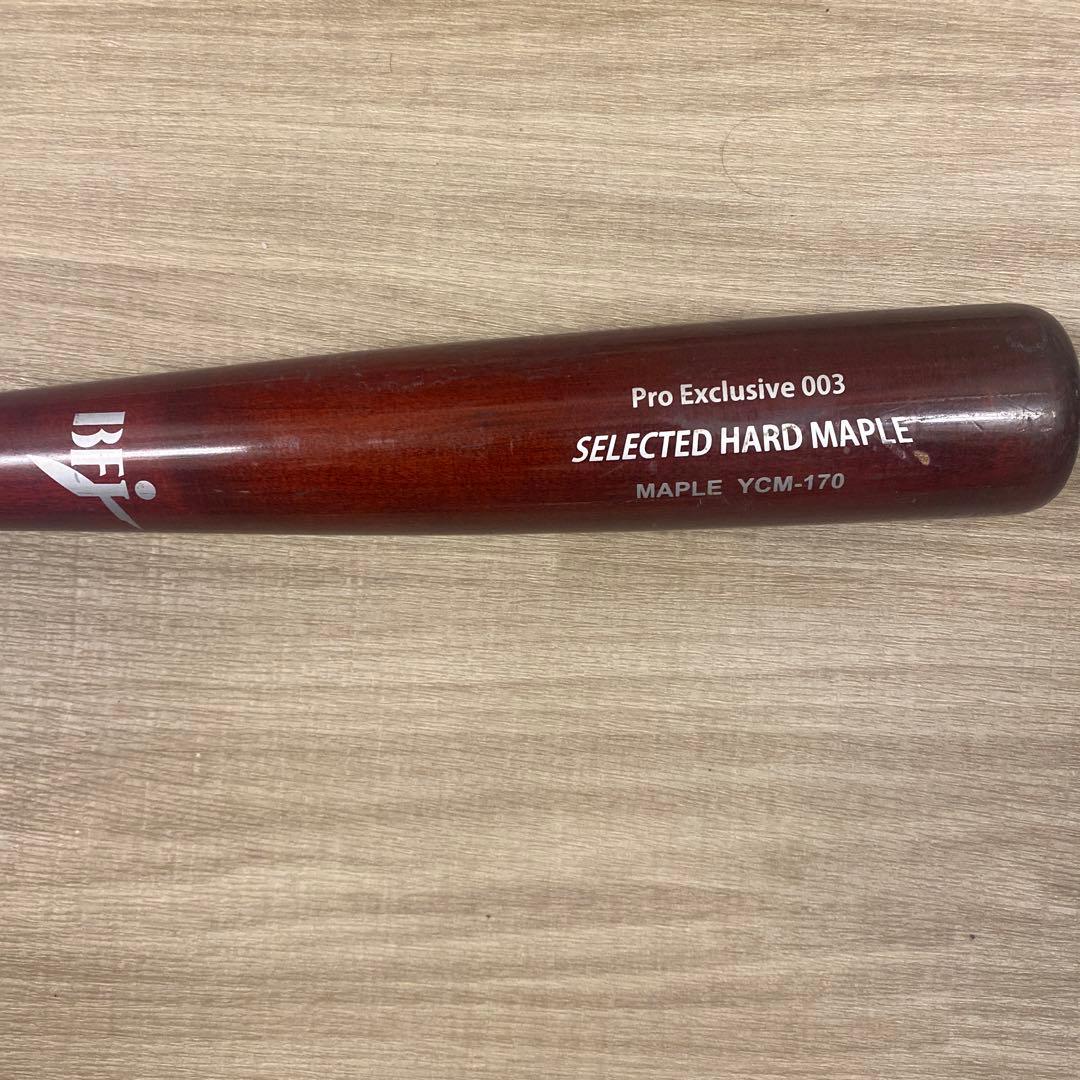 BFJ
Pro Exclusive 003
SELECTED HARD MAPLE
MAPLE YCM-170